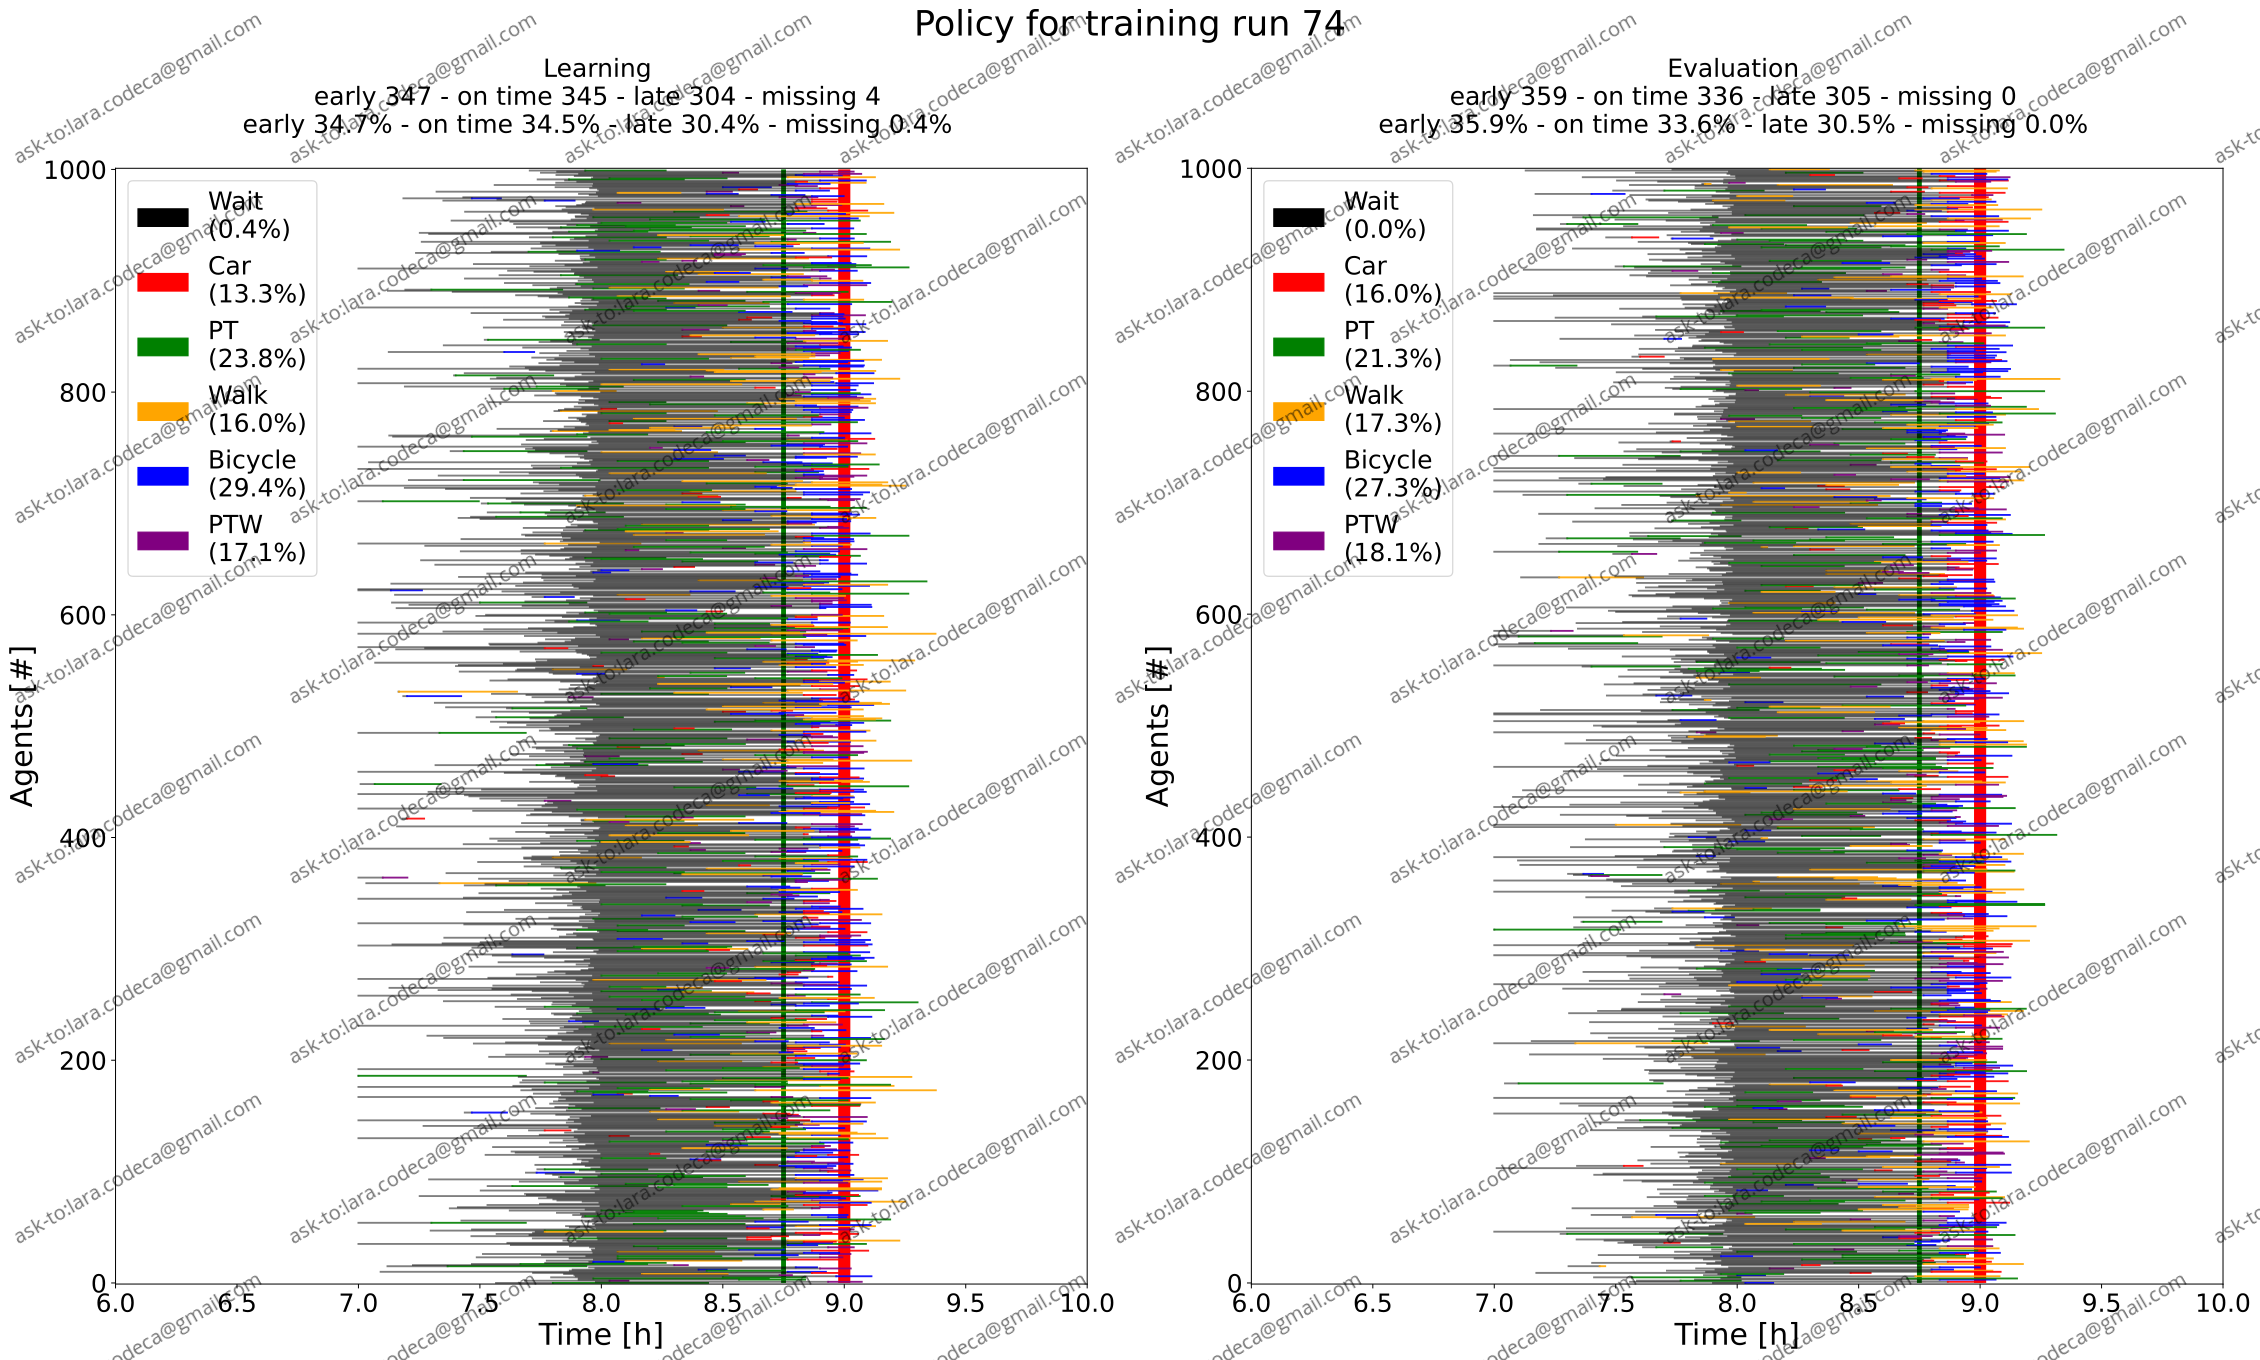 Policy for training run 74
Learning
early 347 - on time 345 - late 304 - missing 4
early 34.7% - on time 34.5% - late 30.4% - missing 0.4%
1000
800
600
400
200
0
Agents [#]
Wait
(0.4%)
Car
(13.3%)
PT
(23.8%)
Walk
(16.0%)
Bicycle
(29.4%)
PTW
(17.1%)
6.0 6.5 7.0 7.5 8.0 8.5 9.0 9.5 10.0
Time [h]
Evaluation
early 359 - on time 336 - late 305 - missing 0
early 35.9% - on time 33.6% - late 30.5% - missing 0.0%
1000
800
600
400
200
0
Agents [#]
Wait
(0.0%)
Car
(16.0%)
PT
(21.3%)
Walk
(17.3%)
Bicycle
(27.3%)
PTW
(18.1%)
6.0 6.5 7.0 7.5 8.0 8.5 9.0 9.5 10.0
Time [h]
ask-to:lara.codeca@gmail.com